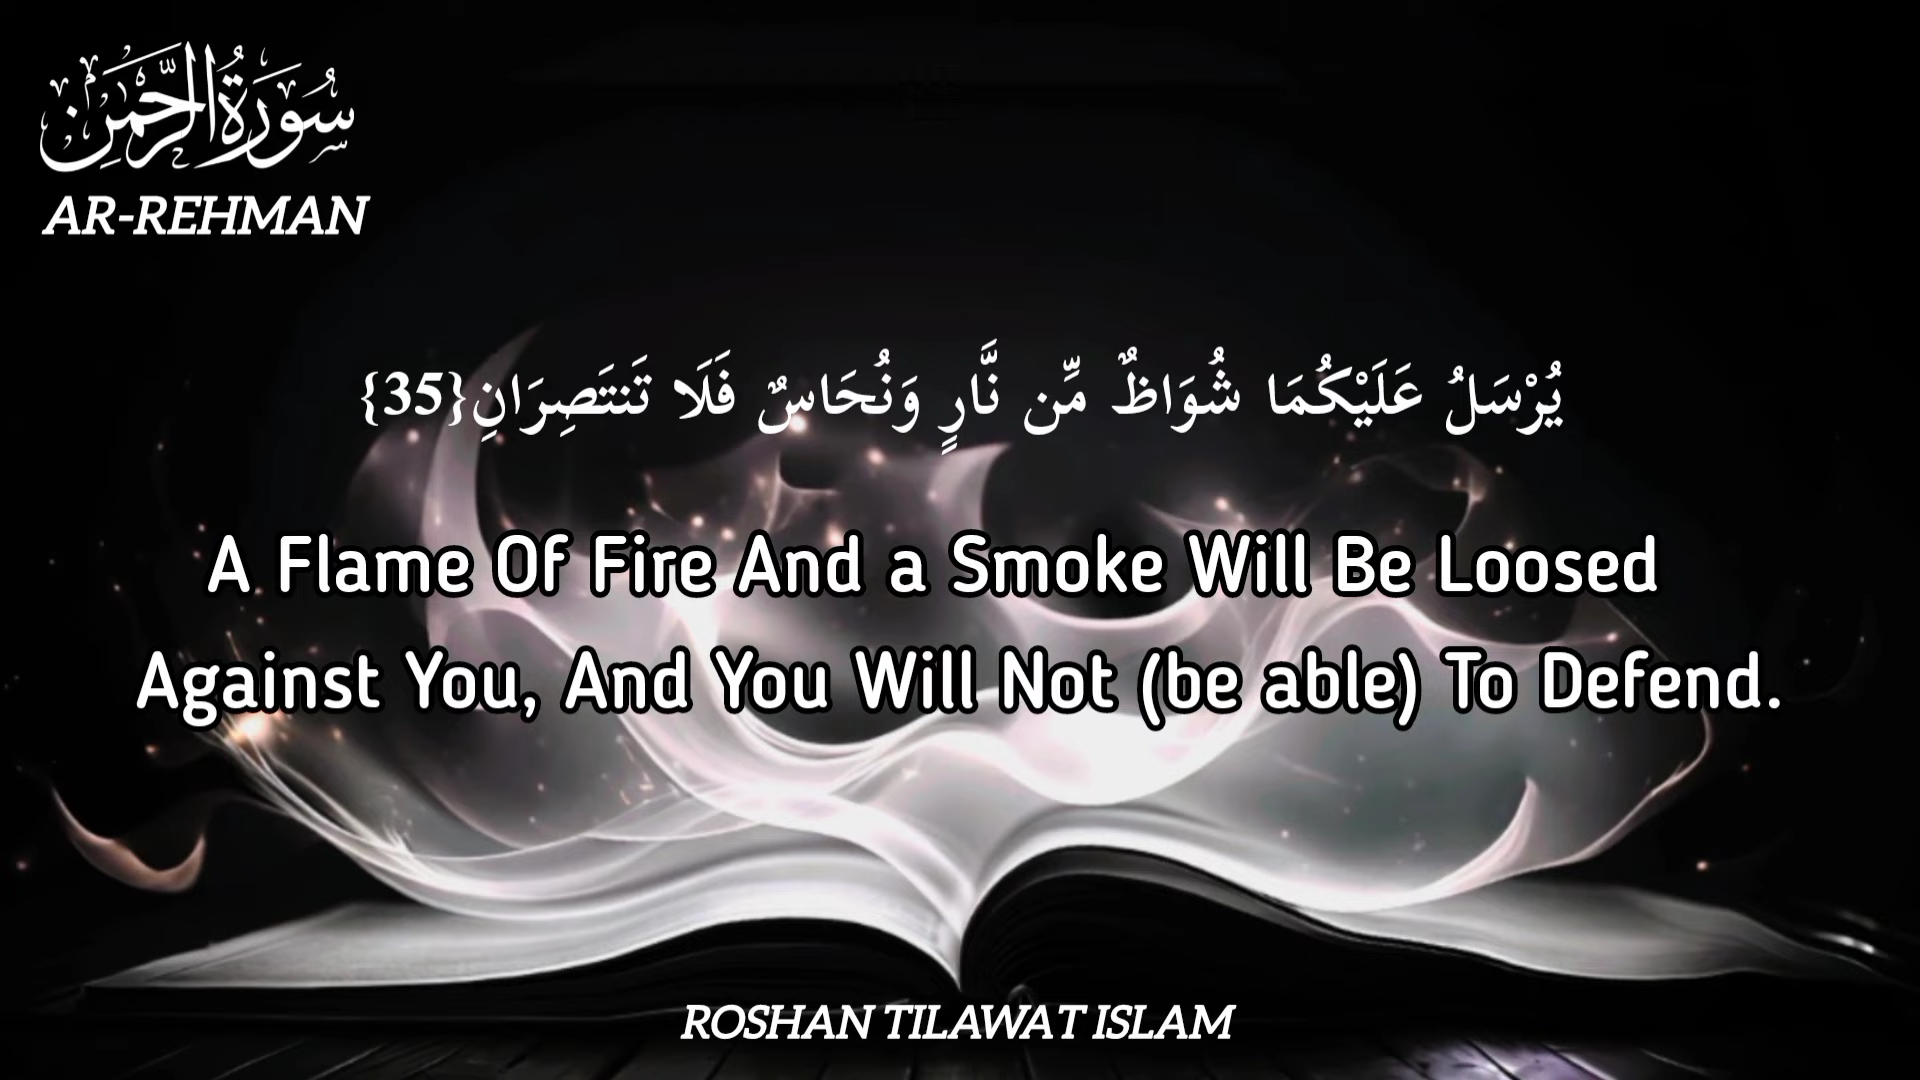 سُورَةُ الرَّحْمٰن
AR-REHMAN
يُرْسَلُ عَلَيْكُمَا شُوَاظٌ مِّن نَّارٍ وَنُحَاسٌ فَلَا تَنتَصِرَانِ{35}
A Flame Of Fire And a Smoke Will Be Loosed
Against You, And You Will Not (be able) To Defend.
ROSHAN TILAWAT ISLAM